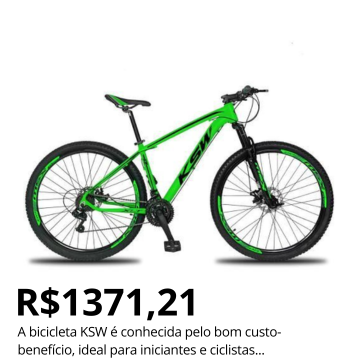 KSW
R$1371,21
A bicicleta KSW é conhecida pelo bom custo-
benefício, ideal para iniciantes e ciclistas...